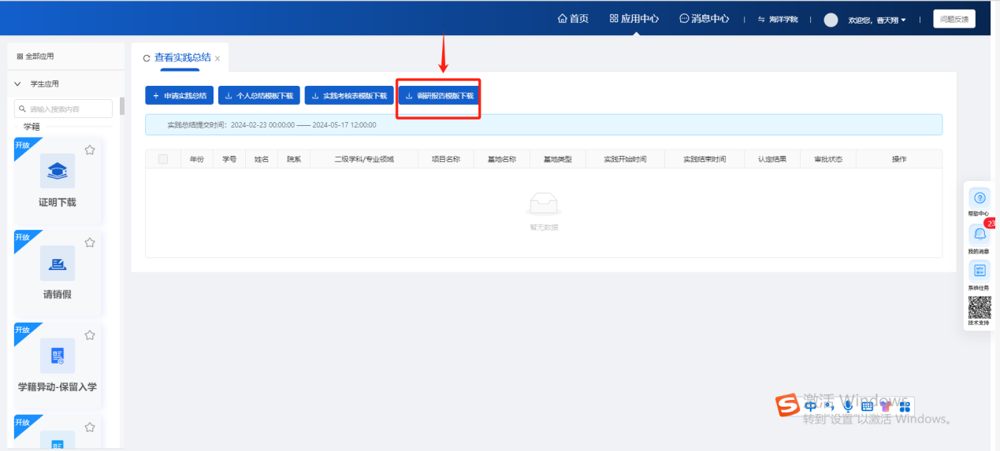 首页 应用中心 消息中心 海洋学院 欢迎您, 曹天翔 问题反馈
全部应用
查看实践总结
学生应用
请输入搜索内容
学籍
申请实践总结 个人总结模板下载 实践考核表模版下载 调研报告模版下载
实践总结提交时间: 2024-02-23 00:00:00 —— 2024-05-17 12:00:00
年份 学号 姓名 院系 二级学科/专业领域 项目名称 基地名称 基地类型 实践开始时间 实践结束时间 认定结果 审批状态 操作
暂无数据
开放
证明下载
开放
请销假
开放
学籍异动-保留入学
开放
帮助中心
23
我的消息
系统任务
技术支持
激活 Windows
中
转到"设置"以激活 Windows。